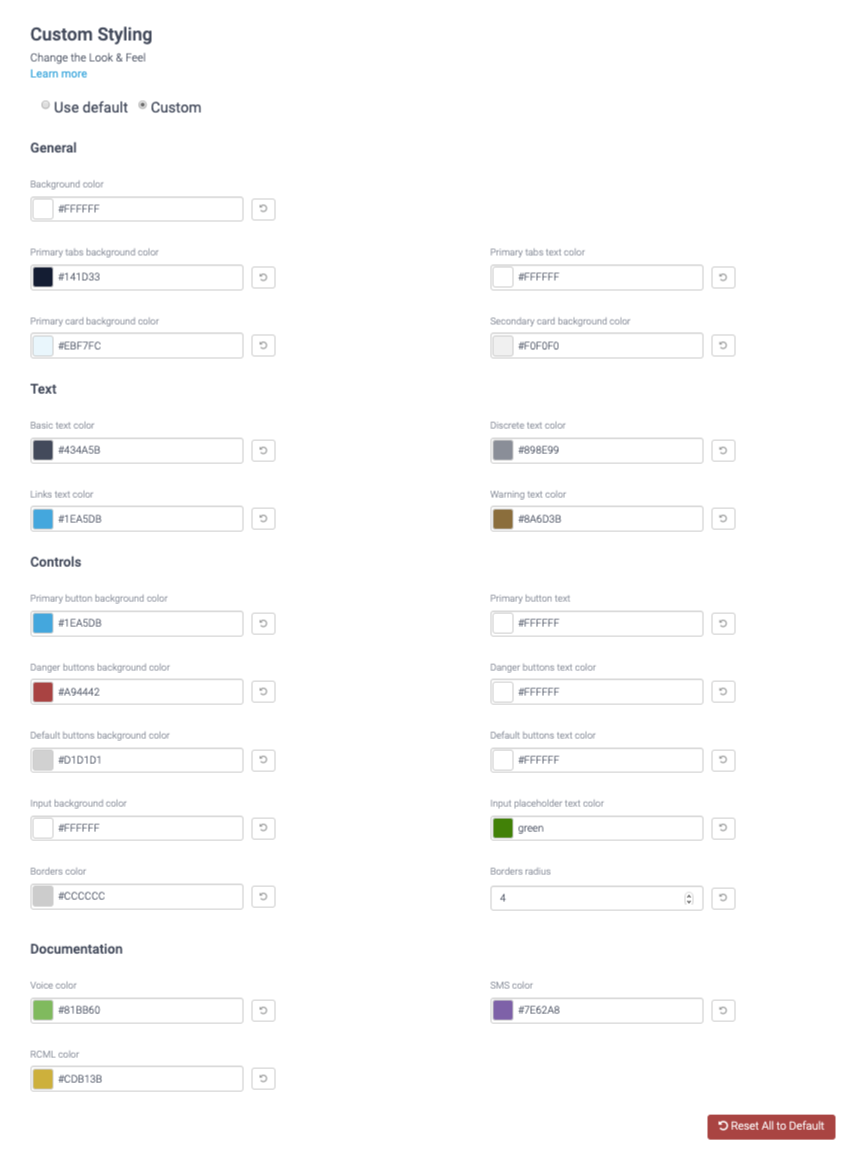 Custom Styling
Change the Look & Feel
Learn more
Use default Custom
General
Background color
#FFFFFF
Primary tabs background color Primary tabs text color
#141D33 #FFFFFF
Primary card background color Secondary card background color
#EBF7FC #F0F0F0
Text
Basic text color Discrete text color
#434A5B #898E99
Links text color Warning text color
#1EA5DB #8A6D3B
Controls
Primary button background color Primary button text
#1EA5DB #FFFFFF
Danger buttons background color Danger buttons text color
#A94442 #FFFFFF
Default buttons background color Default buttons text color
#D1D1D1 #FFFFFF
Input background color Input placeholder text color
#FFFFFF green
Borders color Borders radius
#CCCCCC 4
Documentation
Voice color SMS color
#81BB60 #7E62A8
RCML color
#CDB13B
Reset All to Default